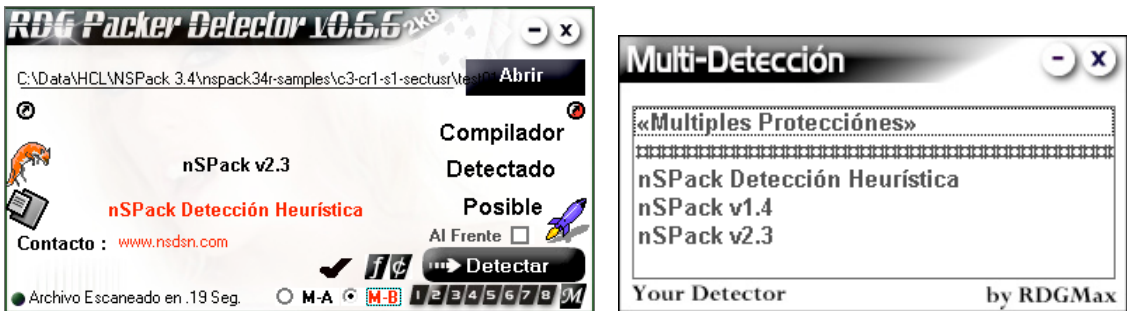 RDG Packer Detector v0.6.6 2k8
C:\Data\HCL\NSPack 3.4\nspack34r-samples\c3-cr1-s1-sectusr\
Abrir
Compilador
nSPack v2.3
Detectado
nSPack Detección Heurística
Posible
Contacto : www.nsdsn.com
Al Frente
Detectar
Archivo Escaneado en .19 Seg.
M-A M-B 1 2 3 4 5 6 7 8 M
Multi-Detección
«Multiples Protecciónes»
¤¤¤¤¤¤¤¤¤¤¤¤¤¤¤¤¤¤¤¤¤¤¤¤¤¤¤¤¤¤¤¤¤¤¤¤¤¤¤
nSPack Detección Heurística
nSPack v1.4
nSPack v2.3
Your Detector by RDGMax